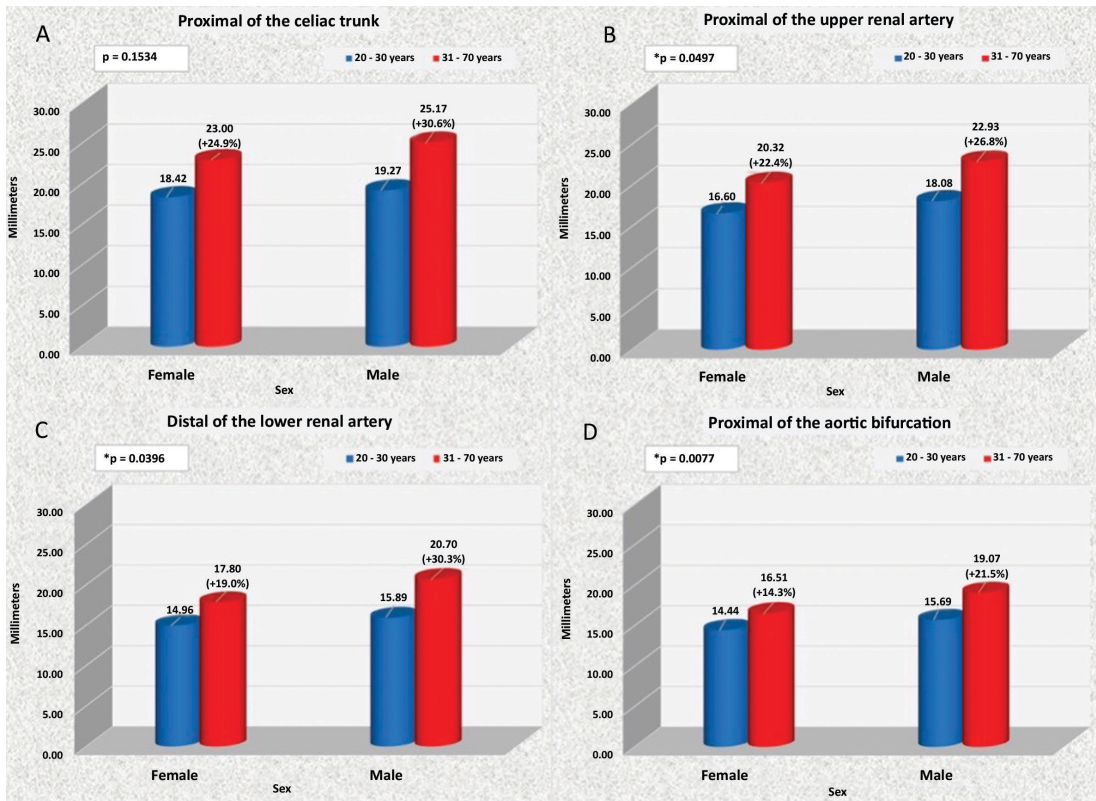 Proximal of the celiac trunk
A
p = 0.1534
20 - 30 years 31 - 70 years
30.00
25.00
20.00
15.00
10.00
5.00
0.00
Millimeters
18.42
23.00
(+24.9%)
19.27
25.17
(+30.6%)
Female Male
Sex
Proximal of the upper renal artery
B
*p = 0.0497
20 - 30 years 31 - 70 years
30.00
25.00
20.00
15.00
10.00
5.00
0.00
Millimeters
16.60
20.32
(+22.4%)
18.08
22.93
(+26.8%)
Female Male
Sex
Distal of the lower renal artery
C
*p = 0.0396
20 - 30 years 31 - 70 years
30.00
25.00
20.00
15.00
10.00
5.00
0.00
Millimeters
14.96
17.80
(+19.0%)
15.89
20.70
(+30.3%)
Female Male
Sex
Proximal of the aortic bifurcation
D
*p = 0.0077
20 - 30 years 31 - 70 years
30.00
25.00
20.00
15.00
10.00
5.00
0.00
Millimeters
14.44
16.51
(+14.3%)
15.69
19.07
(+21.5%)
Female Male
Sex